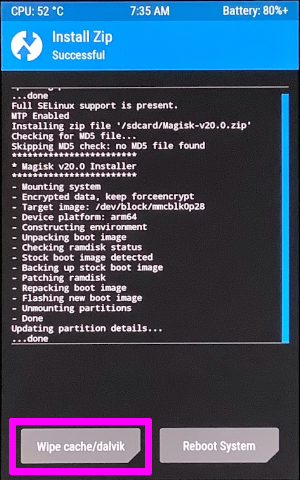 CPU: 52 °C 7:35 AM Battery: 80%+
Install Zip
Successful
...done
Full SELinux support is present.
MTP Enabled
Installing zip file '/sdcard/Magisk-v20.0.zip'
Checking for MD5 file...
Skipping MD5 check: no MD5 file found
************************
* Magisk v20.0 Installer
************************
- Mounting system
- Encrypted data, keep forceencrypt
- Target image: /dev/block/mmcblk0p28
- Device platform: arm64
- Constructing environment
- Unpacking boot image
- Checking ramdisk status
- Stock boot image detected
- Backing up stock boot image
- Patching ramdisk
- Repacking boot image
- Flashing new boot image
- Unmounting partitions
- Done
Updating partition details...
...done
Wipe cache/dalvik
Reboot System